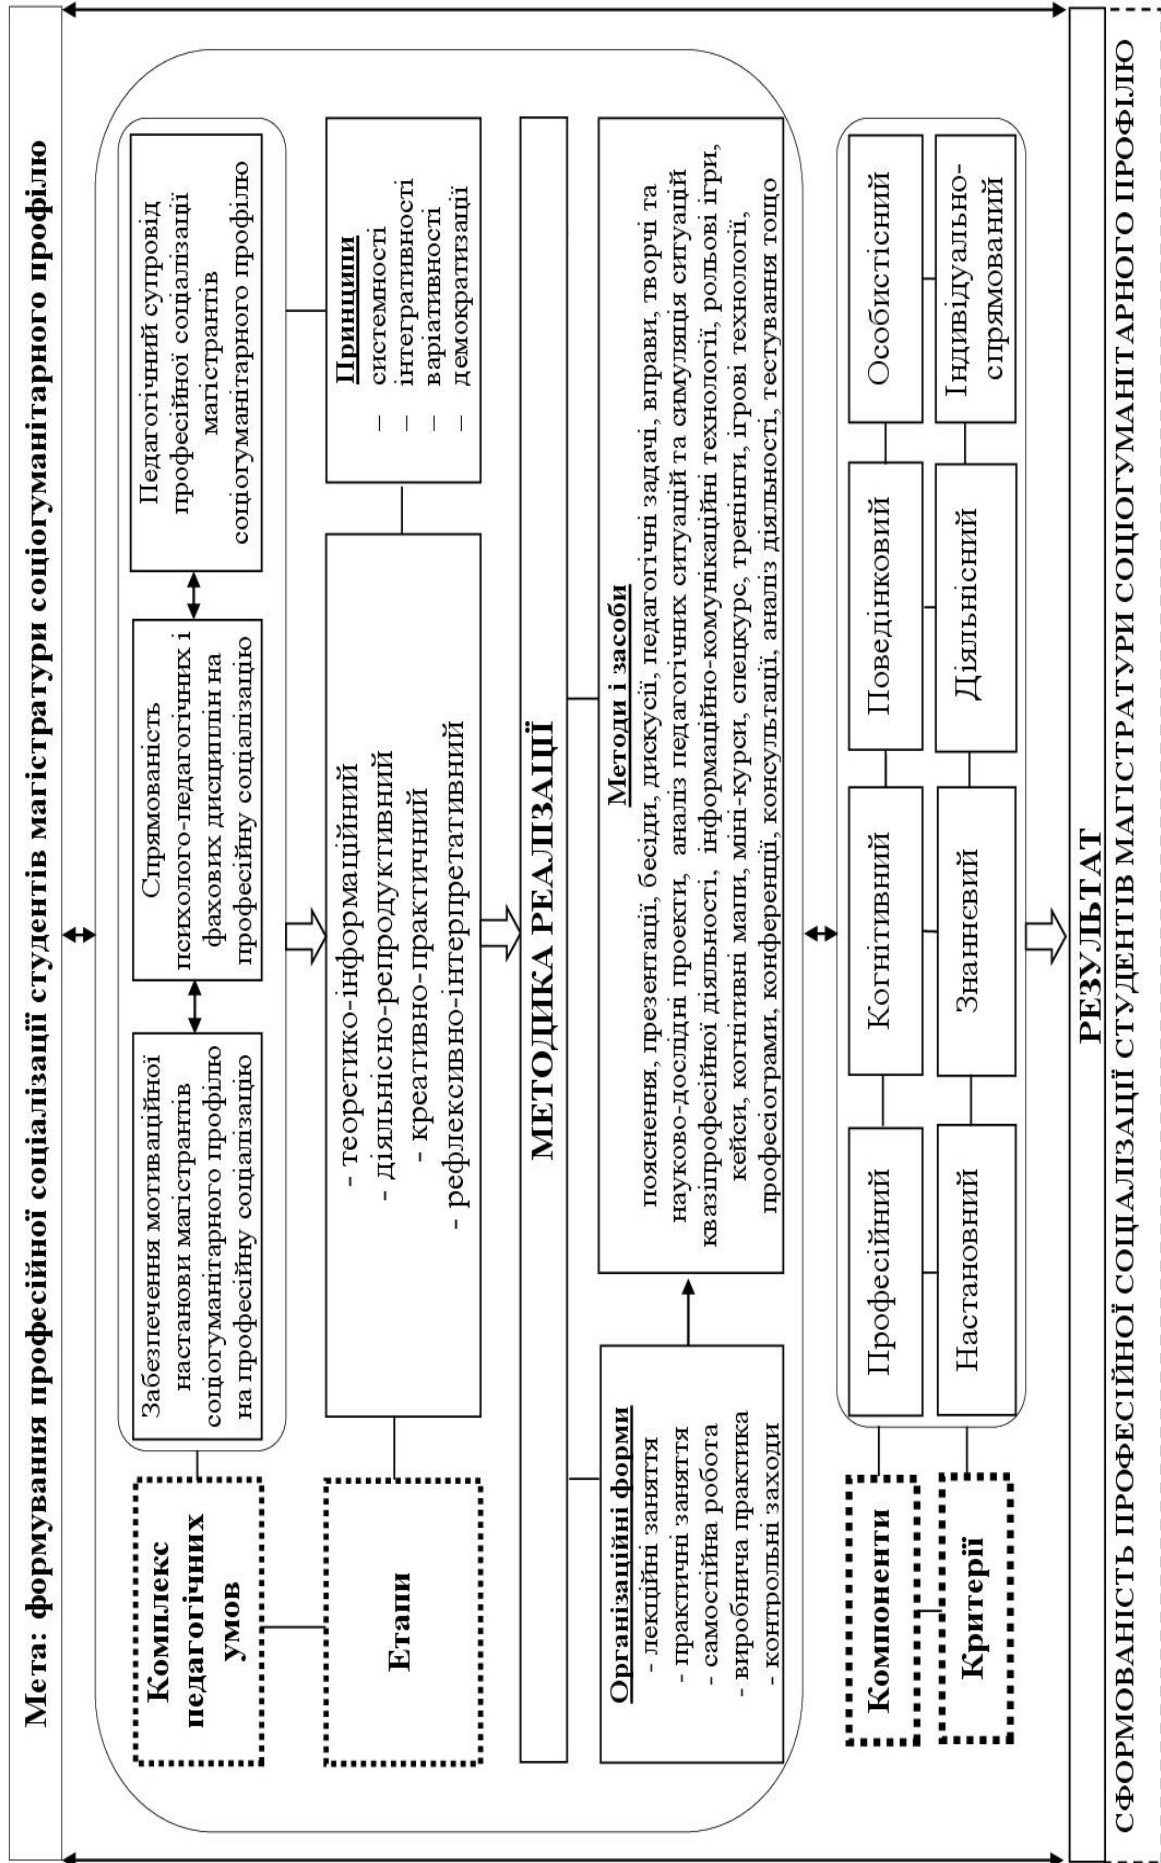 Мета: формування професійної соціалізації студентів магістратури соціогуманітарного профілю
Комплекс
педагогічних
умов
Забезпечення мотиваційної
настанови магістрантів
соціогуманітарного профілю
на професійну соціалізацію
Спрямованість
психолого-педагогічних і
фахових дисциплін на
професійну соціалізацію
Педагогічний супровід
професійної соціалізації
магістрантів
соціогуманітарного профілю
Етапи
- теоретико-інформаційний
- діяльнісно-репродуктивний
- креативно-практичний
- рефлексивно-інтерпретативний
Принципи
– системності
– інтегративності
– варіативності
– демократизації
МЕТОДИКА РЕАЛІЗАЦІЇ
Організаційні форми
- лекційні заняття
- практичні заняття
- самостійна робота
- виробнича практика
- контрольні заходи
Методи і засоби
пояснення, презентації, бесіди, дискусії, педагогічні задачі, вправи, творчі та
науково-дослідні проекти, аналіз педагогічних ситуацій та симуляція ситуацій
квазіпрофесійної діяльності, інформаційно-комунікаційні технології, рольові ігри,
кейси, когнітивні мапи, міні-курси, спецкурс, тренінги, ігрові технології,
професіограми, конференції, консультації, аналіз діяльності, тестування тощо
Компоненти
Професійний
Когнітивний
Поведінковий
Особистісний
Критерії
Настановний
Знаннєвий
Діяльнісний
Індивідуально-
спрямований
РЕЗУЛЬТАТ
СФОРМОВАНІСТЬ ПРОФЕСІЙНОЇ СОЦІАЛІЗАЦІЇ СТУДЕНТІВ МАГІСТРАТУРИ СОЦІОГУМАНІТАРНОГО ПРОФІЛЮ